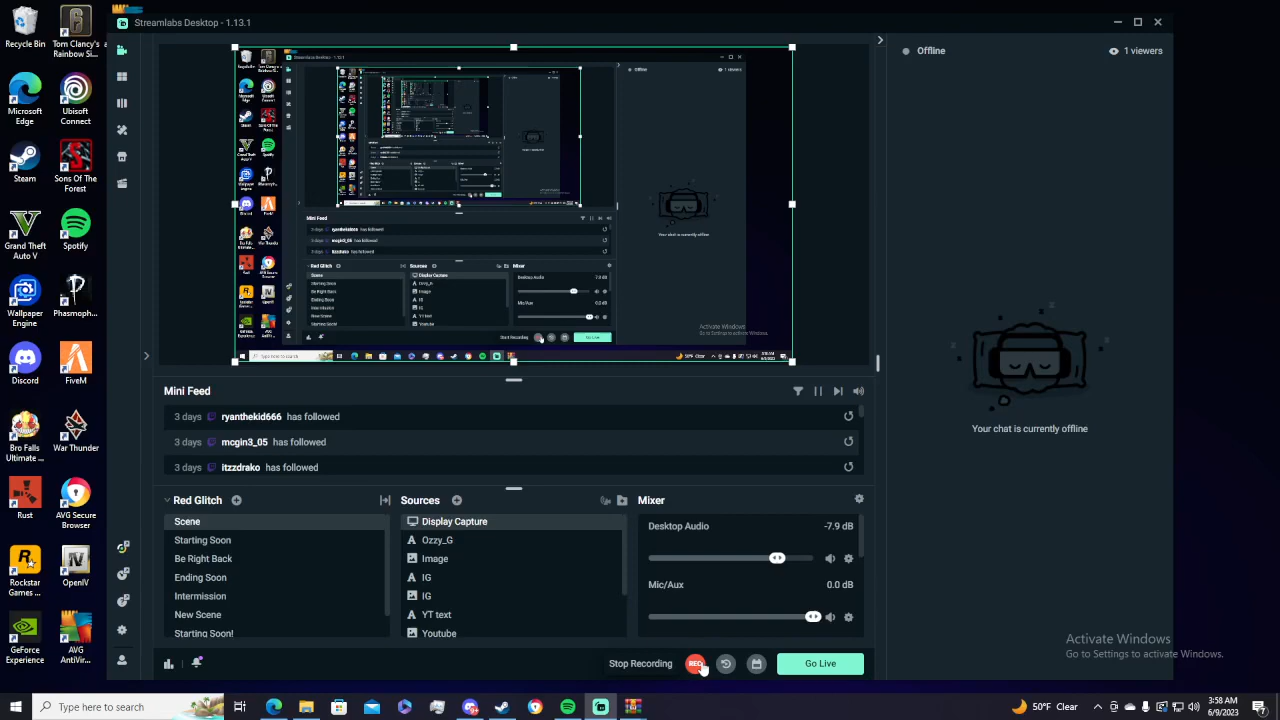 Streamlabs Desktop - 1.13.1
Recycle Bin
Tom Clancy's Rainbow Si...
Microsoft Edge
Ubisoft Connect
Steam
Sons Of The Forest
Grand Theft Auto V
Spotify
Wallpaper Engine
Phasmoph...
Discord
FiveM
Bro Falls Ultimate ...
War Thunder
Rust
AVG Secure Browser
Rockstar Games ...
OpenIV
GeForce Experience
AVG AntiVir...
Offline
1 viewers
Your chat is currently offline
Mini Feed
3 days ryanthekid666 has followed
3 days mcgin3_05 has followed
3 days itzzdrako has followed
Red Glitch
Scene
Starting Soon
Be Right Back
Ending Soon
Intermission
New Scene
Starting Soon!
Sources
Display Capture
Ozzy_G
Image
IG
IG
YT text
Youtube
Mixer
Desktop Audio -7.9 dB
Mic/Aux 0.0 dB
Stop Recording
REC
Go Live
Activate Windows
Go to Settings to activate Windows.
Type here to search
50°F Clear
3:58 AM
6/9/2023